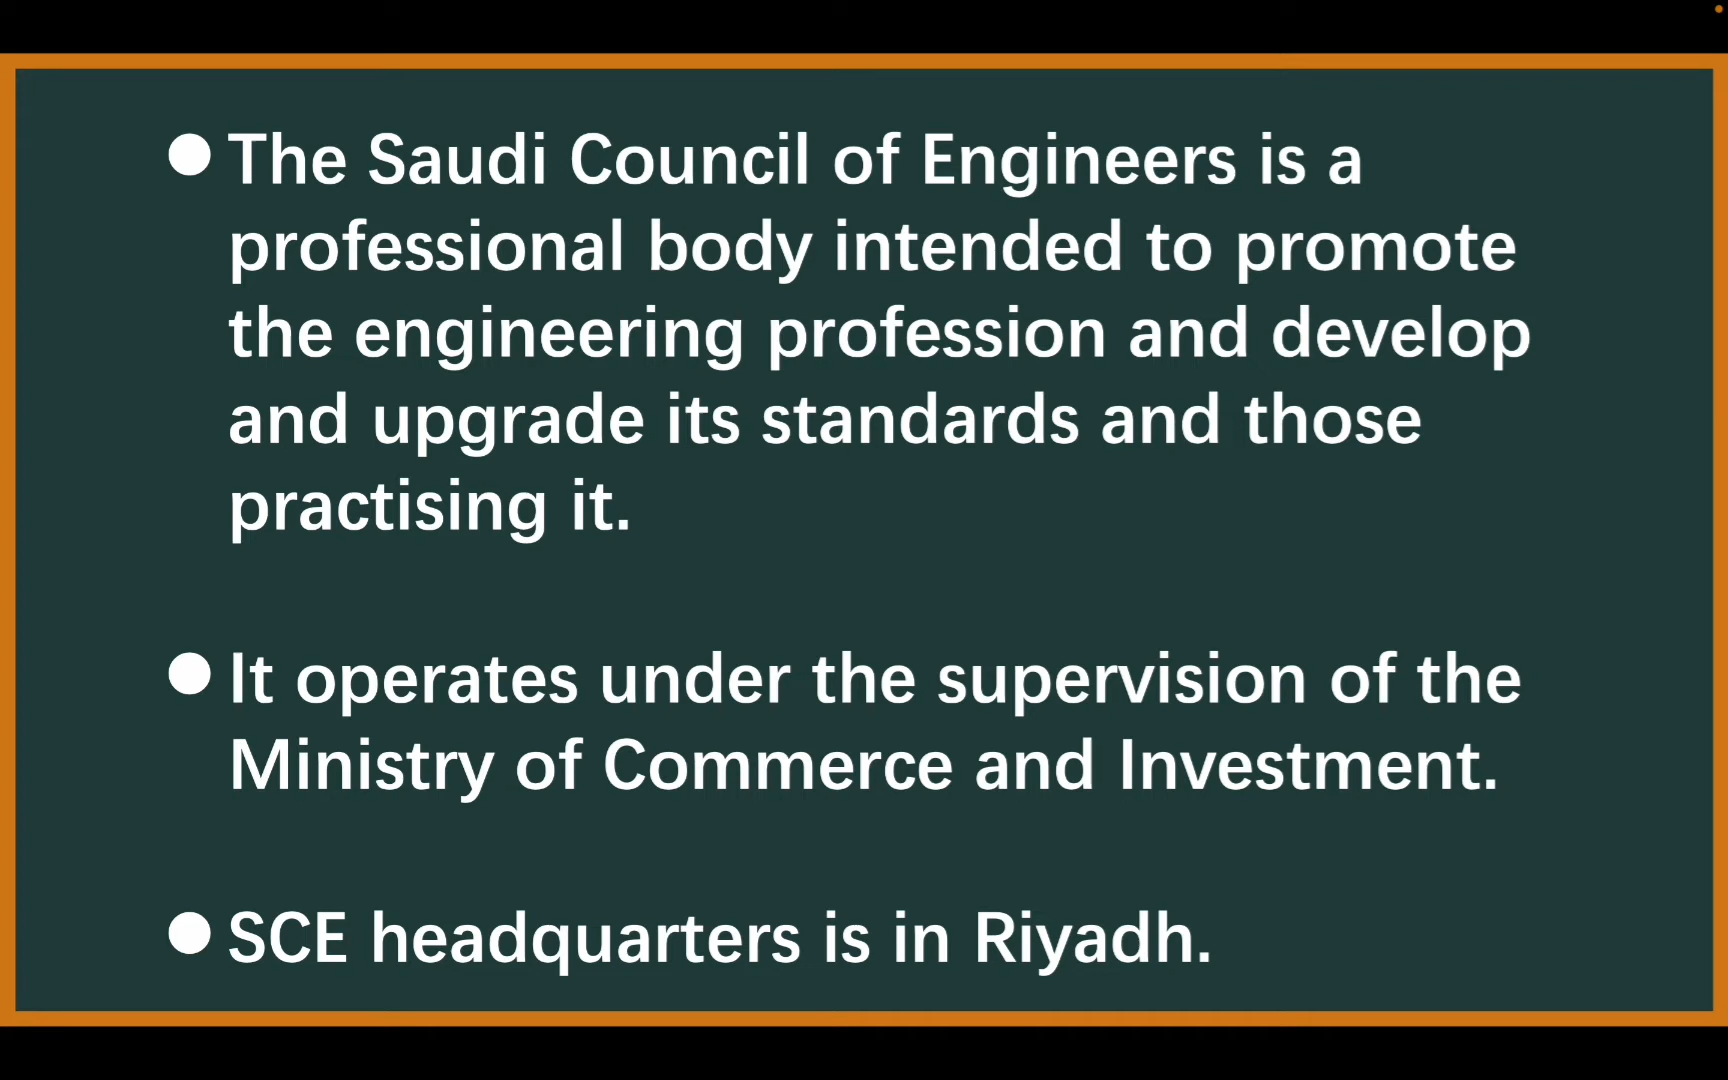 ● The Saudi Council of Engineers is a
professional body intended to promote
the engineering profession and develop
and upgrade its standards and those
practising it.
● It operates under the supervision of the
Ministry of Commerce and Investment.
● SCE headquarters is in Riyadh.